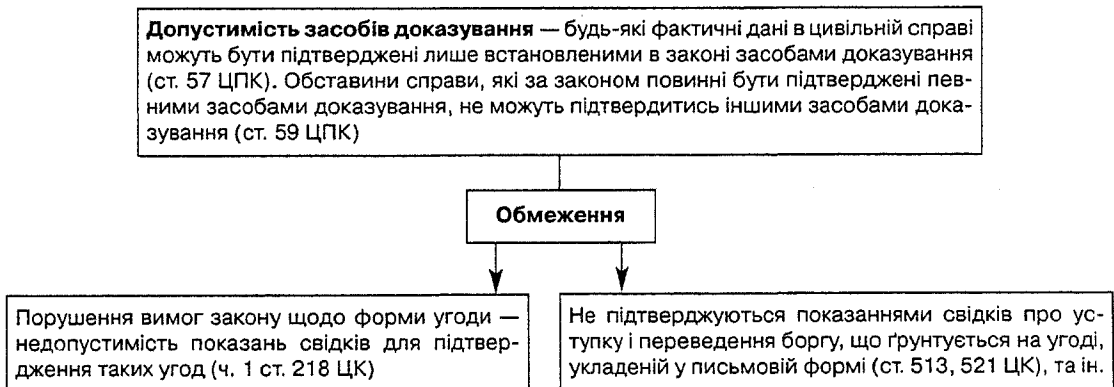 Допустимість засобів доказування — будь-які фактичні дані в цивільній справі
можуть бути підтверджені лише встановленими в законі засобами доказування
(ст. 57 ЦПК). Обставини справи, які за законом повинні бути підтверджені пев-
ними засобами доказування, не можуть підтвердитись іншими засобами дока-
зування (ст. 59 ЦПК)
Обмеження
Порушення вимог закону щодо форми угоди —
недопустимість показань свідків для підтвер-
дження таких угод (ч. 1 ст. 218 ЦК)
Не підтверджуються показаннями свідків про ус-
тупку і переведення боргу, що ґрунтується на угоді,
укладеній у письмовій формі (ст. 513, 521 ЦК), та ін.